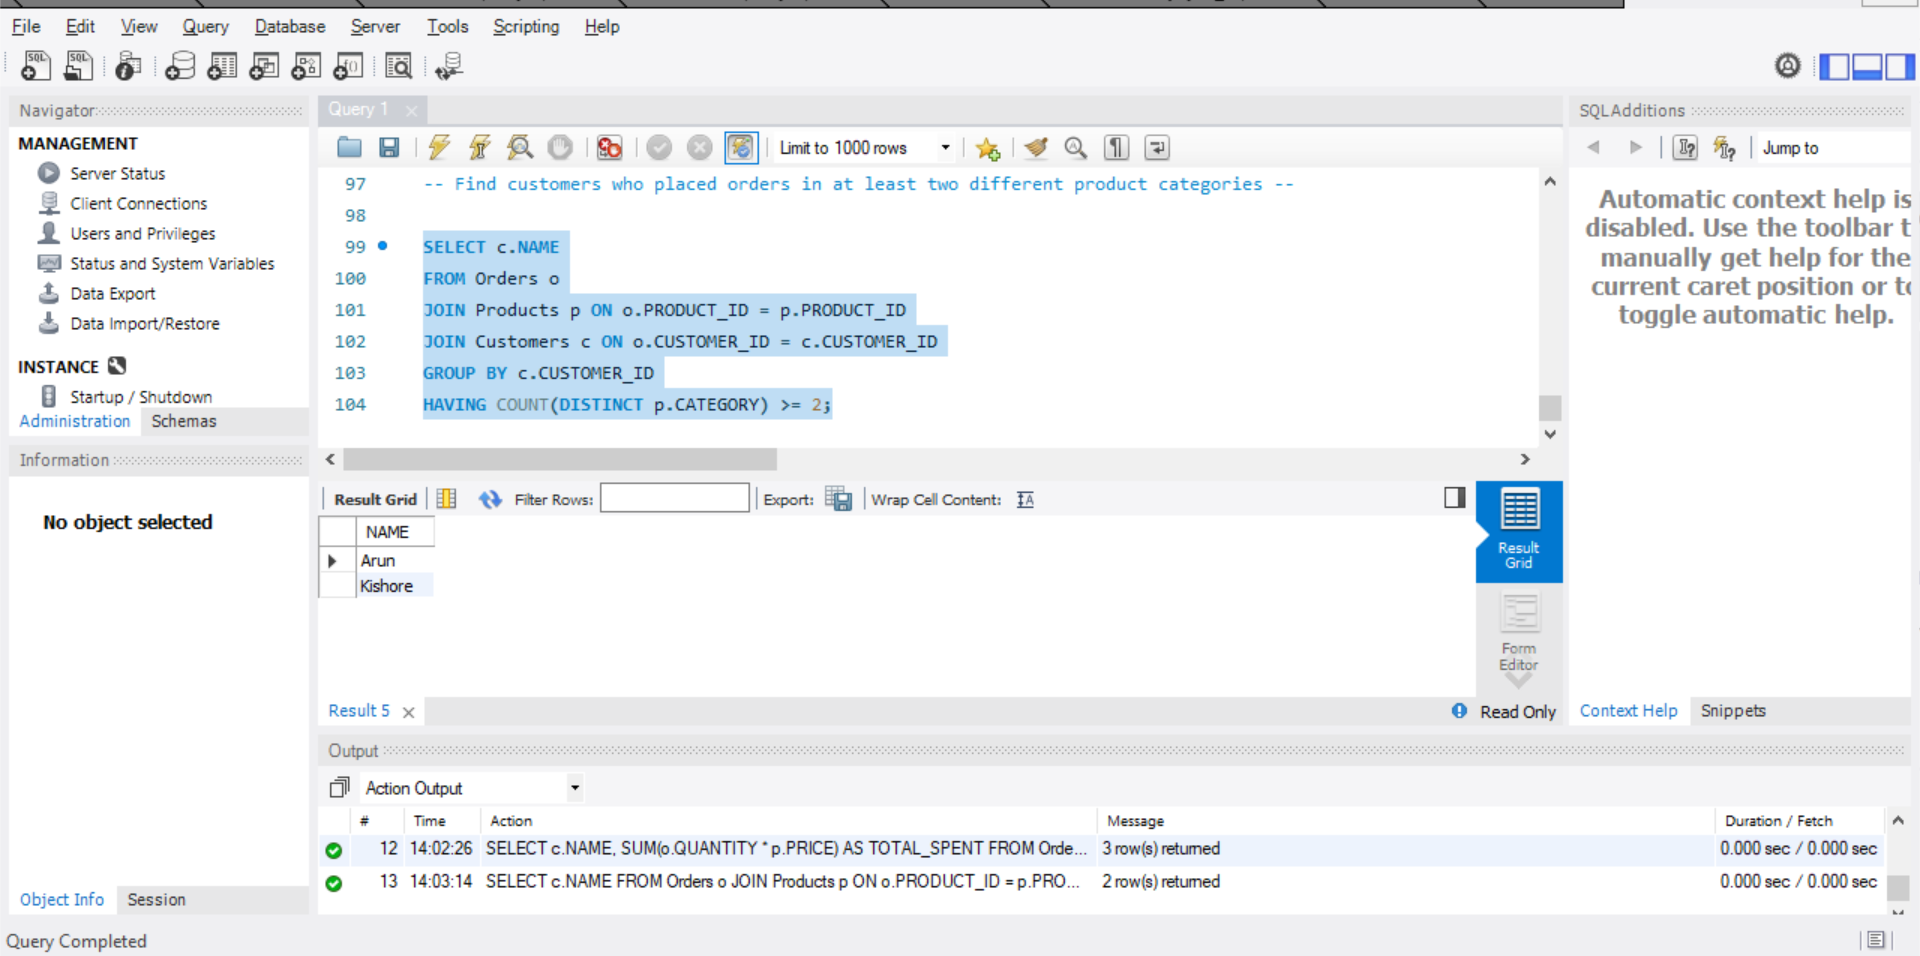 File Edit View Query Database Server Tools Scripting Help
Navigator
MANAGEMENT
Server Status
Client Connections
Users and Privileges
Status and System Variables
Data Export
Data Import/Restore
INSTANCE
Startup / Shutdown
Administration Schemas
Information
No object selected
Object Info Session
Query Completed
Query 1
Limit to 1000 rows
97 -- Find customers who placed orders in at least two different product categories --
98
99 SELECT c.NAME
100 FROM Orders o
101 JOIN Products p ON o.PRODUCT_ID = p.PRODUCT_ID
102 JOIN Customers c ON o.CUSTOMER_ID = c.CUSTOMER_ID
103 GROUP BY c.CUSTOMER_ID
104 HAVING COUNT(DISTINCT p.CATEGORY) >= 2;
Result Grid Filter Rows: Export: Wrap Cell Content:
NAME
Arun
Kishore
Result
Grid
Form
Editor
Result 5 Read Only
SQLAdditions
Jump to
Automatic context help is
disabled. Use the toolbar t
manually get help for the
current caret position or to
toggle automatic help.
Context Help Snippets
Output
Action Output
# Time Action Message Duration / Fetch
12 14:02:26 SELECT c.NAME, SUM(o.QUANTITY * p.PRICE) AS TOTAL_SPENT FROM Orde... 3 row(s) returned 0.000 sec / 0.000 sec
13 14:03:14 SELECT c.NAME FROM Orders o JOIN Products p ON o.PRODUCT_ID = p.PRO... 2 row(s) returned 0.000 sec / 0.000 sec